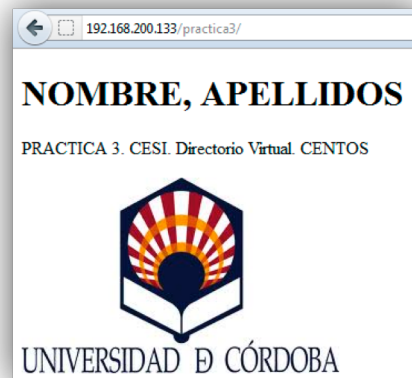 192.168.200.133/practica3/
NOMBRE, APELLIDOS
PRACTICA 3. CESI. Directorio Virtual. CENTOS
UNIVERSIDAD Ð CÓRDOBA